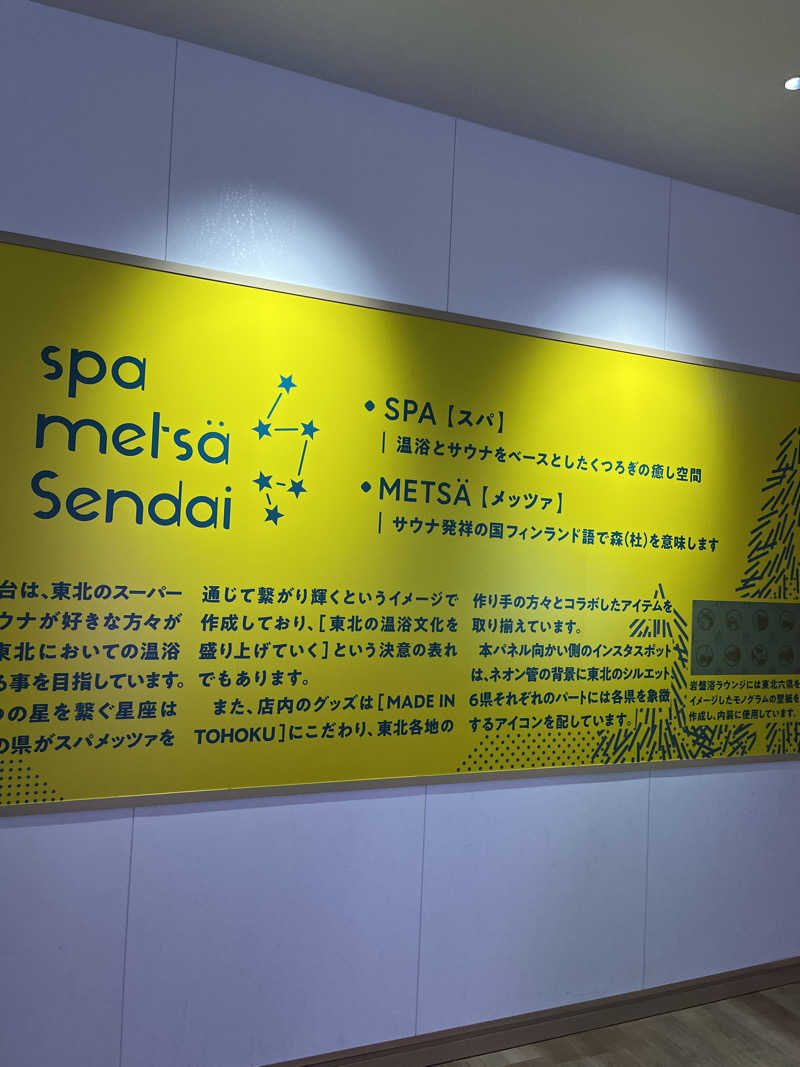 spa
metsä
Sendai
• SPA【スパ】
| 温浴とサウナをベースとしたくつろぎの癒し空間
• METSÄ【メッツァ】
| サウナ発祥の国フィンランド語で森(杜)を意味します
台は、東北のスーパー
ウナが好きな方々が
東北においての温浴
る事を目指しています。
つの星を繋ぐ星座は
の県がスパメッツァを
通じて繋がり輝くというイメージで
作成しており、[東北の温浴文化を
盛り上げていく]という決意の表れ
でもあります。
また、店内のグッズは[MADE IN
TOHOKU]にこだわり、東北各地の
作り手の方々とコラボしたアイテムを
取り揃えています。
本パネル向かい側のインスタスポット
は、ネオン管の背景に東北のシルエット
6県それぞれのパートには各県を象徴
するアイコンを配しています。
岩盤浴ラウンジには東北六県を
イメージしたモノグラムの壁紙を
作成し、内装に使用しています。